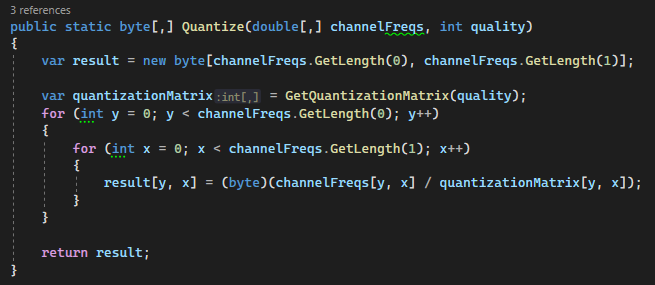 3 references
public static byte[,] Quantize(double[,] channelFreqs, int quality)
{
    var result = new byte[channelFreqs.GetLength(0), channelFreqs.GetLength(1)];

    var quantizationMatrix:int[,] = GetQuantizationMatrix(quality);
    for (int y = 0; y < channelFreqs.GetLength(0); y++)
    {
        for (int x = 0; x < channelFreqs.GetLength(1); x++)
        {
            result[y, x] = (byte)(channelFreqs[y, x] / quantizationMatrix[y, x]);
        }
    }

    return result;
}